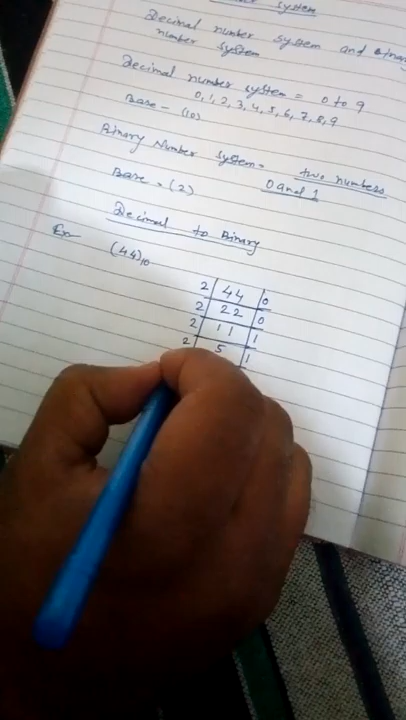 System
Decimal number system and Binary
number system
Decimal number system = 0 to 9
0, 1, 2, 3, 4, 5, 6, 7, 8, 9
Base - (10)
Binary Number system - two numbers
0 and 1
Base - (2)
Decimal to Binary
Ex-
(44)10
2 44 0
2 22 0
2 11 1
2 5 1